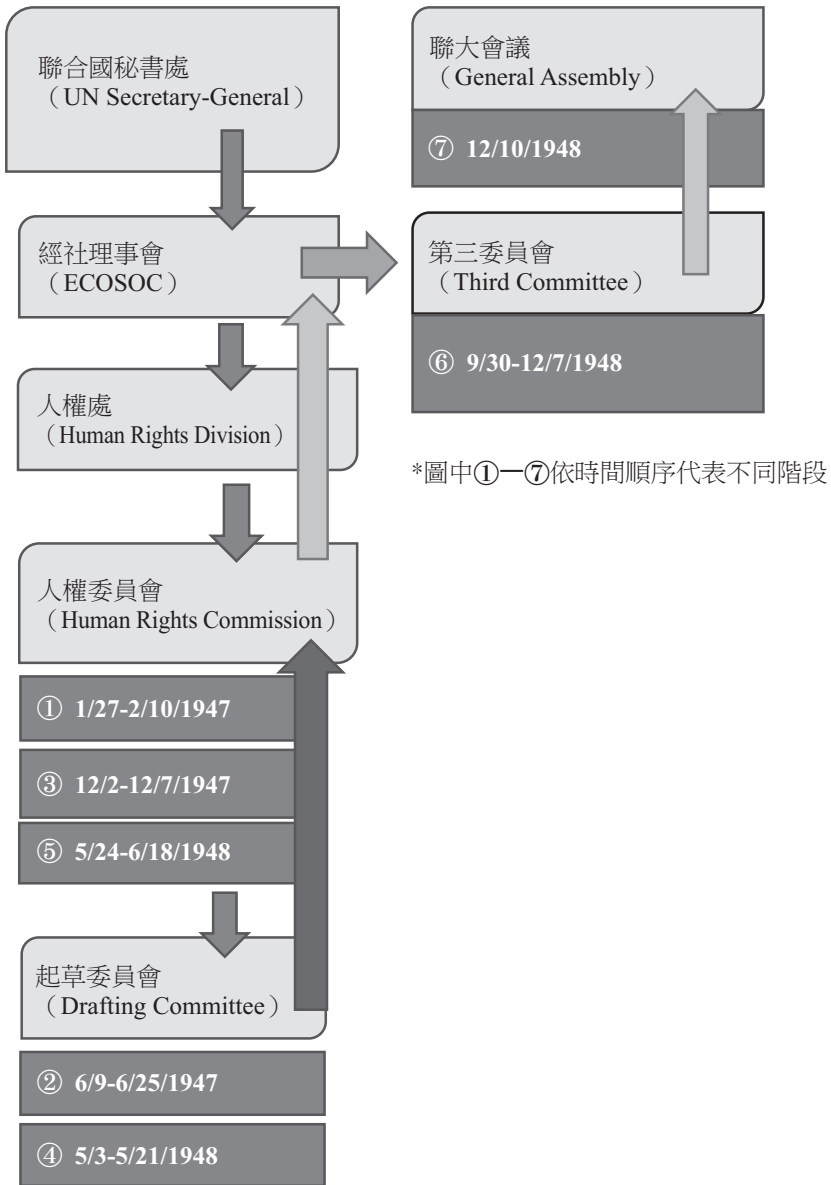 聯合國秘書處
（UN Secretary-General）
經社理事會
（ECOSOC）
人權處
（Human Rights Division）
人權委員會
（Human Rights Commission）
① 1/27-2/10/1947
③ 12/2-12/7/1947
⑤ 5/24-6/18/1948
起草委員會
（Drafting Committee）
② 6/9-6/25/1947
④ 5/3-5/21/1948
聯大會議
（General Assembly）
⑦ 12/10/1948
第三委員會
（Third Committee）
⑥ 9/30-12/7/1948
*圖中①—⑦依時間順序代表不同階段